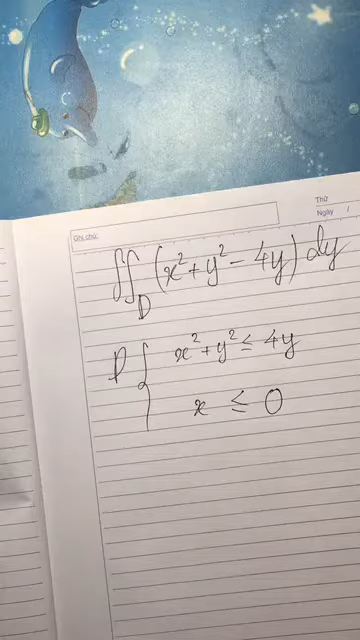 Thứ
Ngày /
Ghi chú:
∬_D (x² + y² - 4y) dy
D { x² + y² ≤ 4y
x ≤ 0